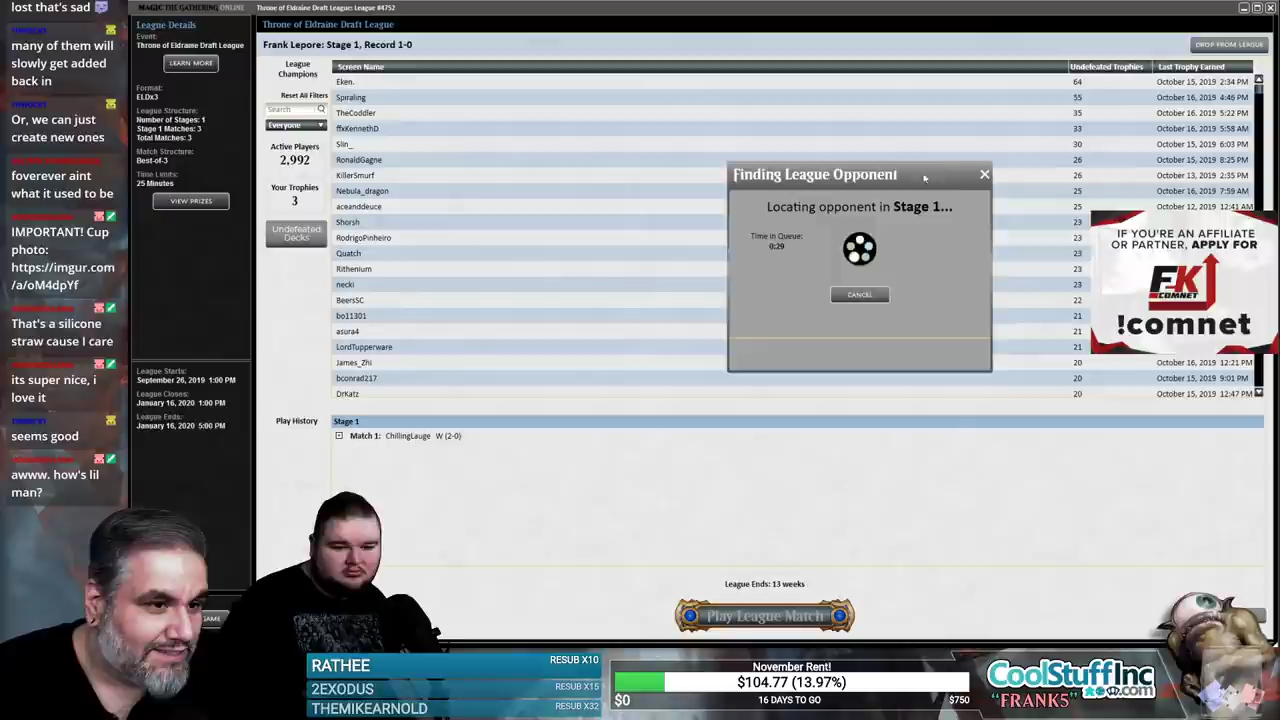 lost that's sad
many of them will
slowly get added
back in
Or, we can just
create new ones
foverever aint
what it used to be
IMPORTANT! Cup
photo:
https://imgur.com
/a/oM4dpYf
That's a silicone
straw cause I care
its super nice, i
love it
seems good
awww. how's lil
man?
MAGIC THE GATHERING ONLINE
Throne of Eldraine Draft League: League #4752
League Details
Event:
Throne of Eldraine Draft League
LEARN MORE
Format:
ELDx3
League Structure:
Number of Stages: 1
Stage 1 Matches: 3
Total Matches: 3
Match Structure:
Best-of-3
Time Limits:
25 Minutes
VIEW PRIZES
League Starts:
September 26, 2019 1:00 PM
League Closes:
January 16, 2020 1:00 PM
League Ends:
January 16, 2020 5:00 PM
GAME
Throne of Eldraine Draft League
Frank Lepore: Stage 1, Record 1-0
DROP FROM LEAGUE
League
Champions
Reset All Filters
Search
Everyone
Active Players
2,992
Your Trophies
3
Undefeated
Decks
Screen Name Undefeated Trophies Last Trophy Earned
Eken. 64 October 15, 2019 2:34 PM
Spiraling 55 October 16, 2019 4:46 PM
TheCoddler 35 October 16, 2019 5:22 PM
ffxKennethD 33 October 16, 2019 5:58 AM
Slin_ 30 October 15, 2019 6:03 PM
RonaldGagne 26 October 15, 2019 8:25 PM
KillerSmurf 26 October 13, 2019 2:35 PM
Nebula_dragon 25 October 16, 2019 7:59 AM
aceanddeuce 25 October 12, 2019 12:41 AM
Shorsh 23
RodrigoPinheiro 23
Quatch 23
Rithenium 23
necki 23
BeersSC 22
bo11301 21
asura4 21
LordTupperware 21
James_Zhi 20 October 16, 2019 12:21 PM
bconrad217 20 October 15, 2019 9:01 PM
DrKatz 20 October 15, 2019 12:47 PM
Finding League Opponent
Locating opponent in Stage 1...
Time in Queue:
0:29
CANCEL
IF YOU'RE AN AFFILIATE
OR PARTNER, APPLY FOR
COMNET
!comnet
Play History
Stage 1
Match 1: ChillingLauge W (2-0)
League Ends: 13 weeks
Play League Match
RATHEE RESUB X10
2EXODUS RESUB X15
THEMIKEARNOLD RESUB X32
November Rent!
$104.77 (13.97%)
$0 16 DAYS TO GO $750
CoolStuffInc
.com
"FRANK5"